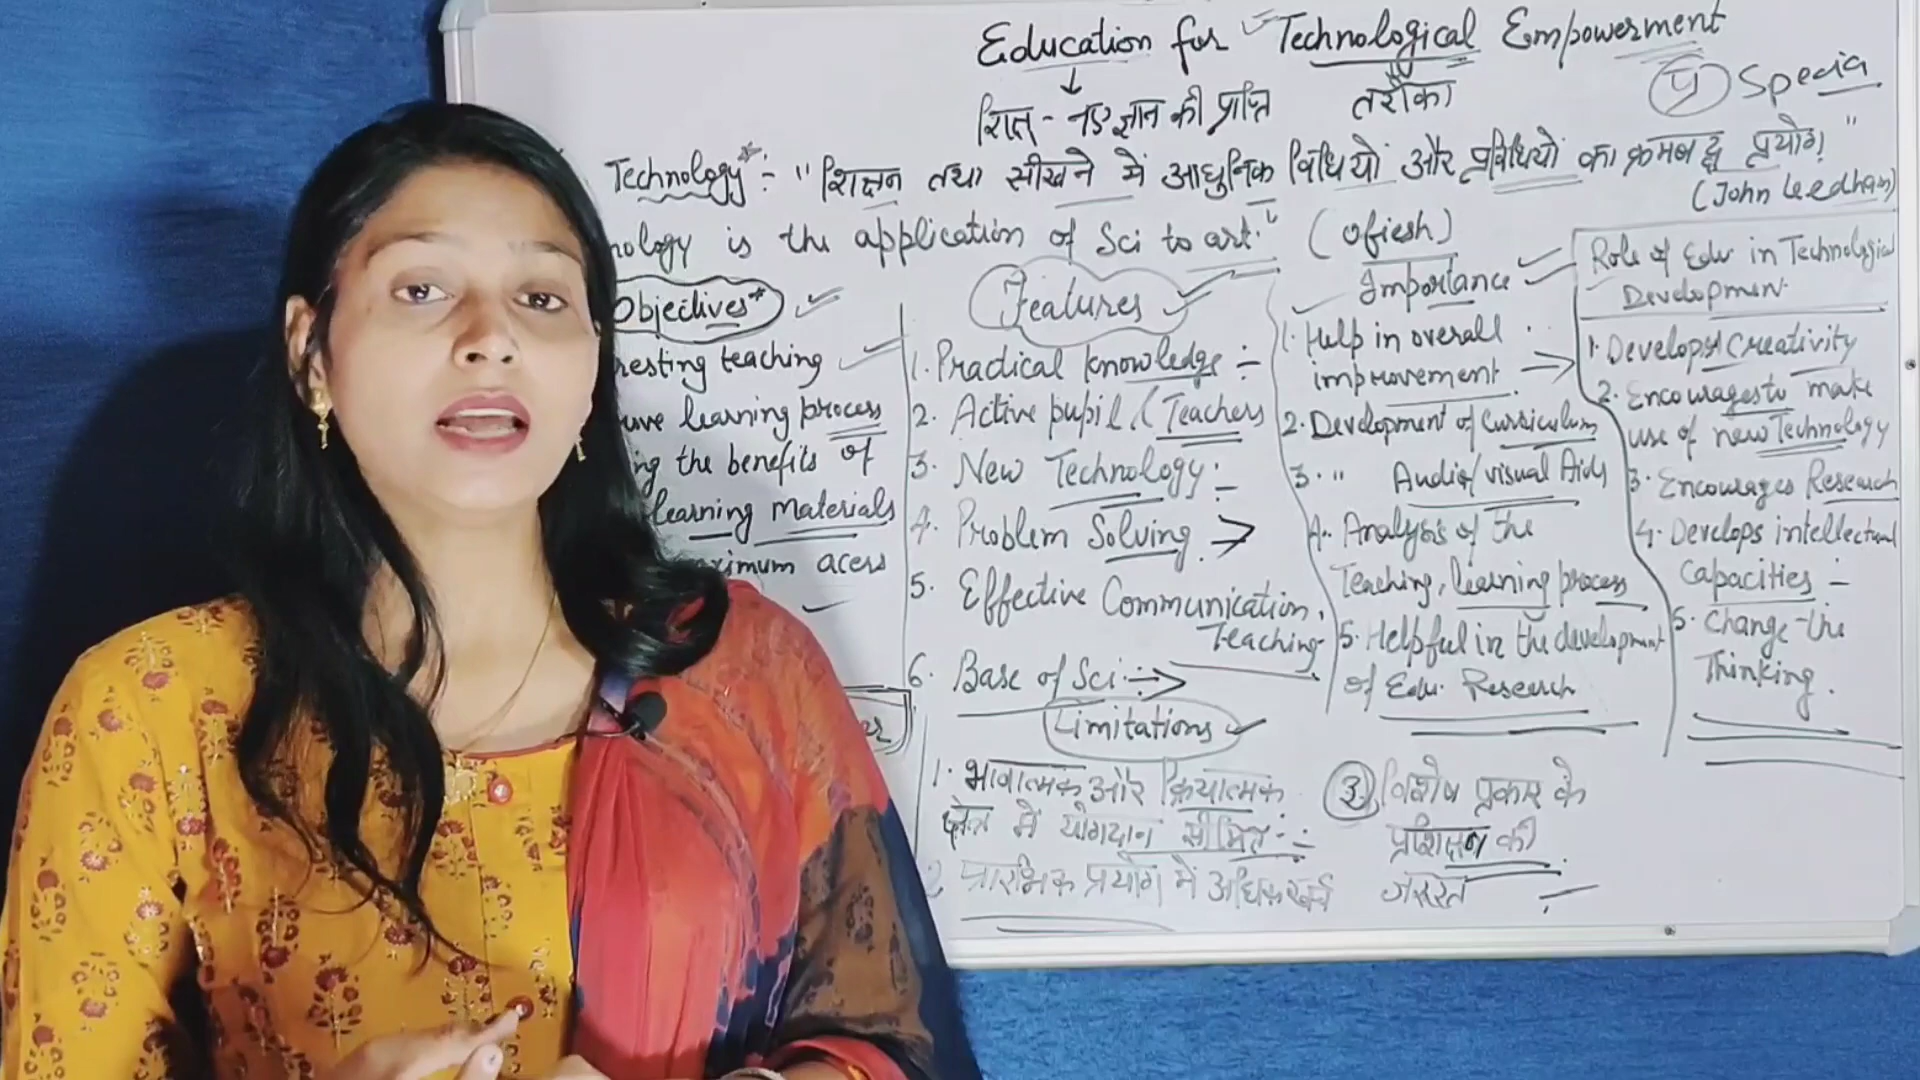 Education for Technological Empowerment
शिक्ष - नए ज्ञान की प्राप्ति
तरीका
Specia
Technology* : - "शिक्षन तथा सीखने में आधुनिक विधियों और प्रविधियों का क्रमबद्ध प्रयोग"
(John Leedham)
nology is the application of Sci to art." (Ofiesh)
Objectives*
resting teaching
learning process
ng the benefits of
learning materials
ximum acess
Features
1. Practical knowledge :-
2. Active pupil / Teachers
3. New Technology :-
4. Problem Solving
5. Effective Communication,
Teaching
6. Base of Sci :-
Importance
1. Help in overall
improvement
2. Development of Curriculum
3. " Audio/visual Aids
4. Analysis of the
Teaching, learning process
5. Helpful in the development
of Edu. Research
Role of Edu in Technological
Development
1. Develops Creativity
2. Encourages to make
use of new Technology
3. Encourages Research
4. Develops intellectual
Capacities -
5. Change the
Thinking.
Limitations
1. भावात्मक और क्रियात्मक
क्षेत्र में योगदान सीमित :-
2 प्रारंभिक प्रयोग में अधिक खर्च
3. विशेष प्रकार के
प्रशिक्षन की
जरूरत